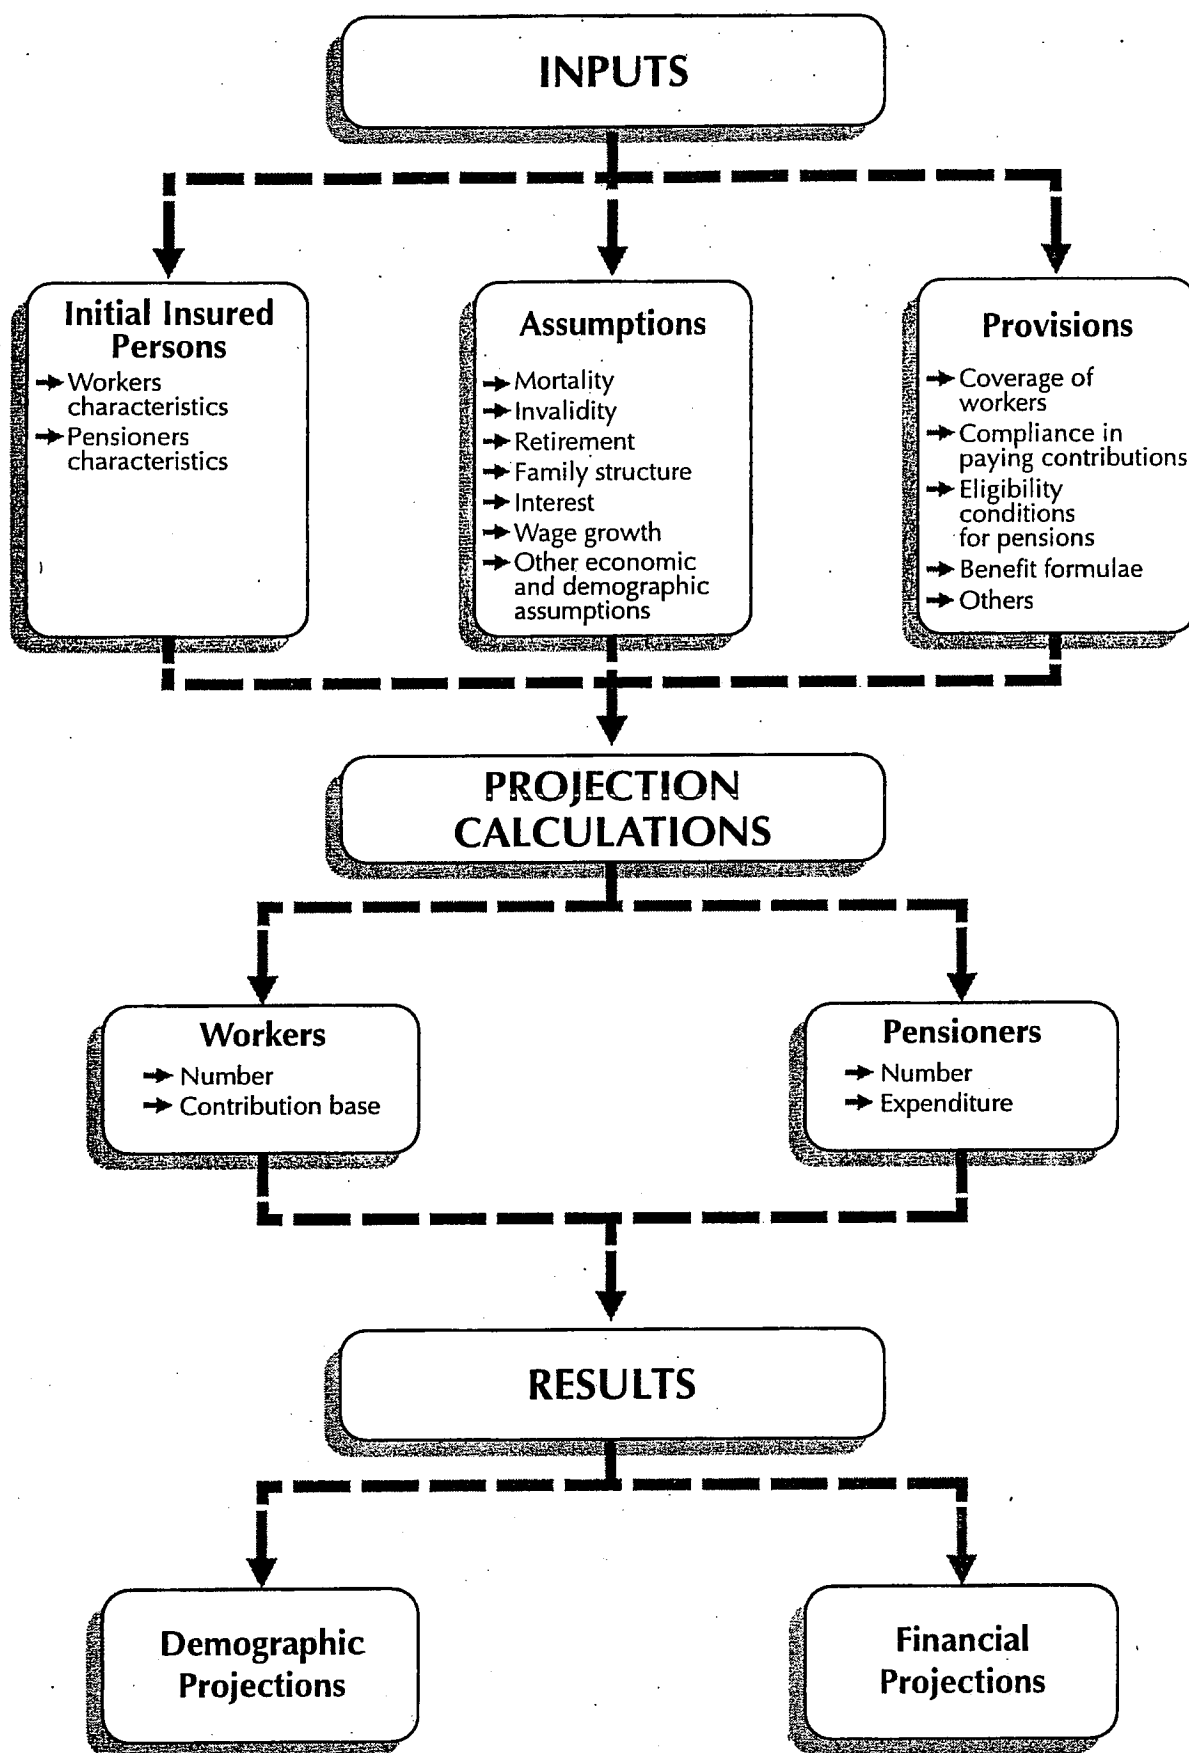 INPUTS
Initial Insured
Persons
Workers
characteristics
Pensioners
characteristics
Assumptions
Mortality
Invalidity
Retirement
Family structure
Interest
Wage growth
Other economic
and demographic
assumptions
Provisions
Coverage of
workers
Compliance in
paying contributions
Eligibility
conditions
for pensions
Benefit formulae
Others
PROJECTION
CALCULATIONS
Workers
Number
Contribution base
Pensioners
Number
Expenditure
RESULTS
Demographic
Projections
Financial
Projections